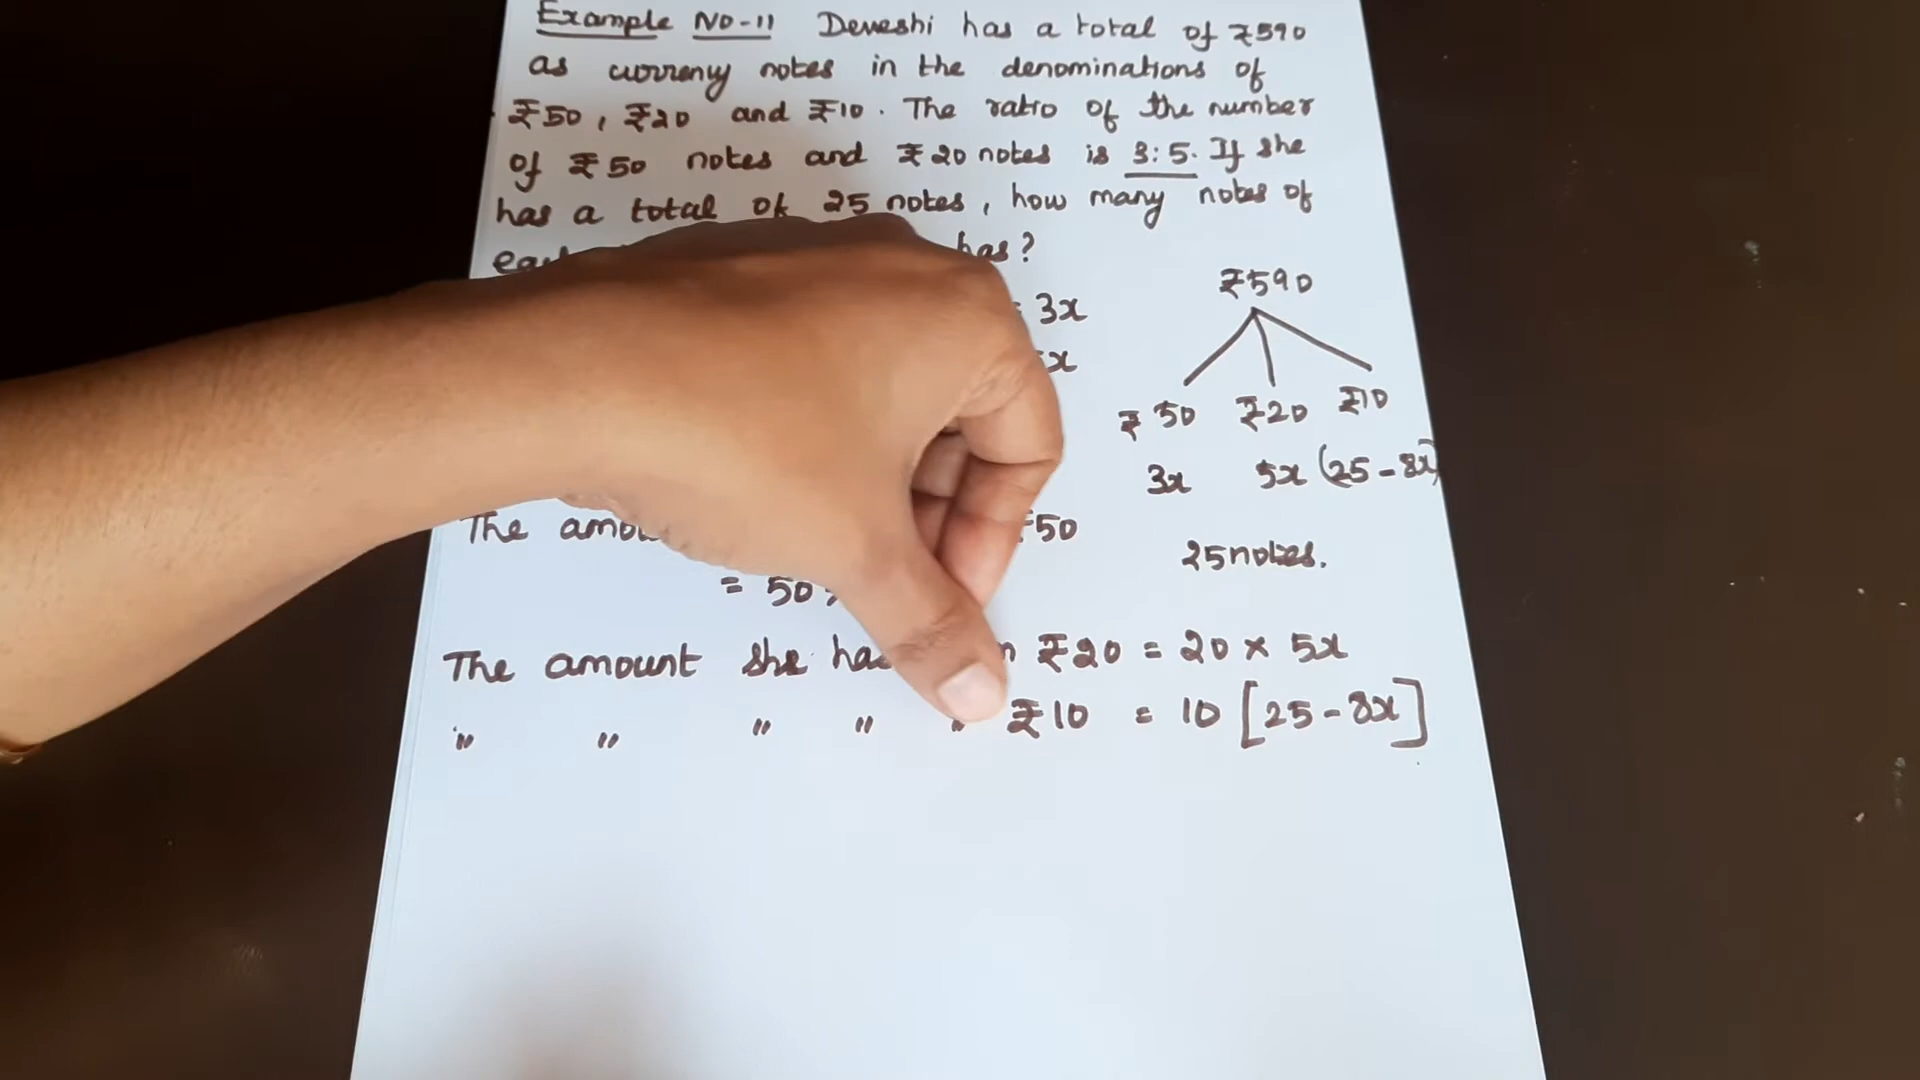 Example No-11 Deveshi has a total of ₹590
as curreny notes in the denominations of
₹50, ₹20 and ₹10. The ratio of the number
of ₹50 notes and ₹20 notes is 3:5. If she
has a total of 25 notes, how many notes of
has?
₹590
= 3x
x
₹50 ₹20 ₹10
3x 5x (25-8x)
The ₹50
25 notes.
= 50
The amount she ₹20 = 20 × 5x
" " " " " ₹10 = 10 [25-8x]